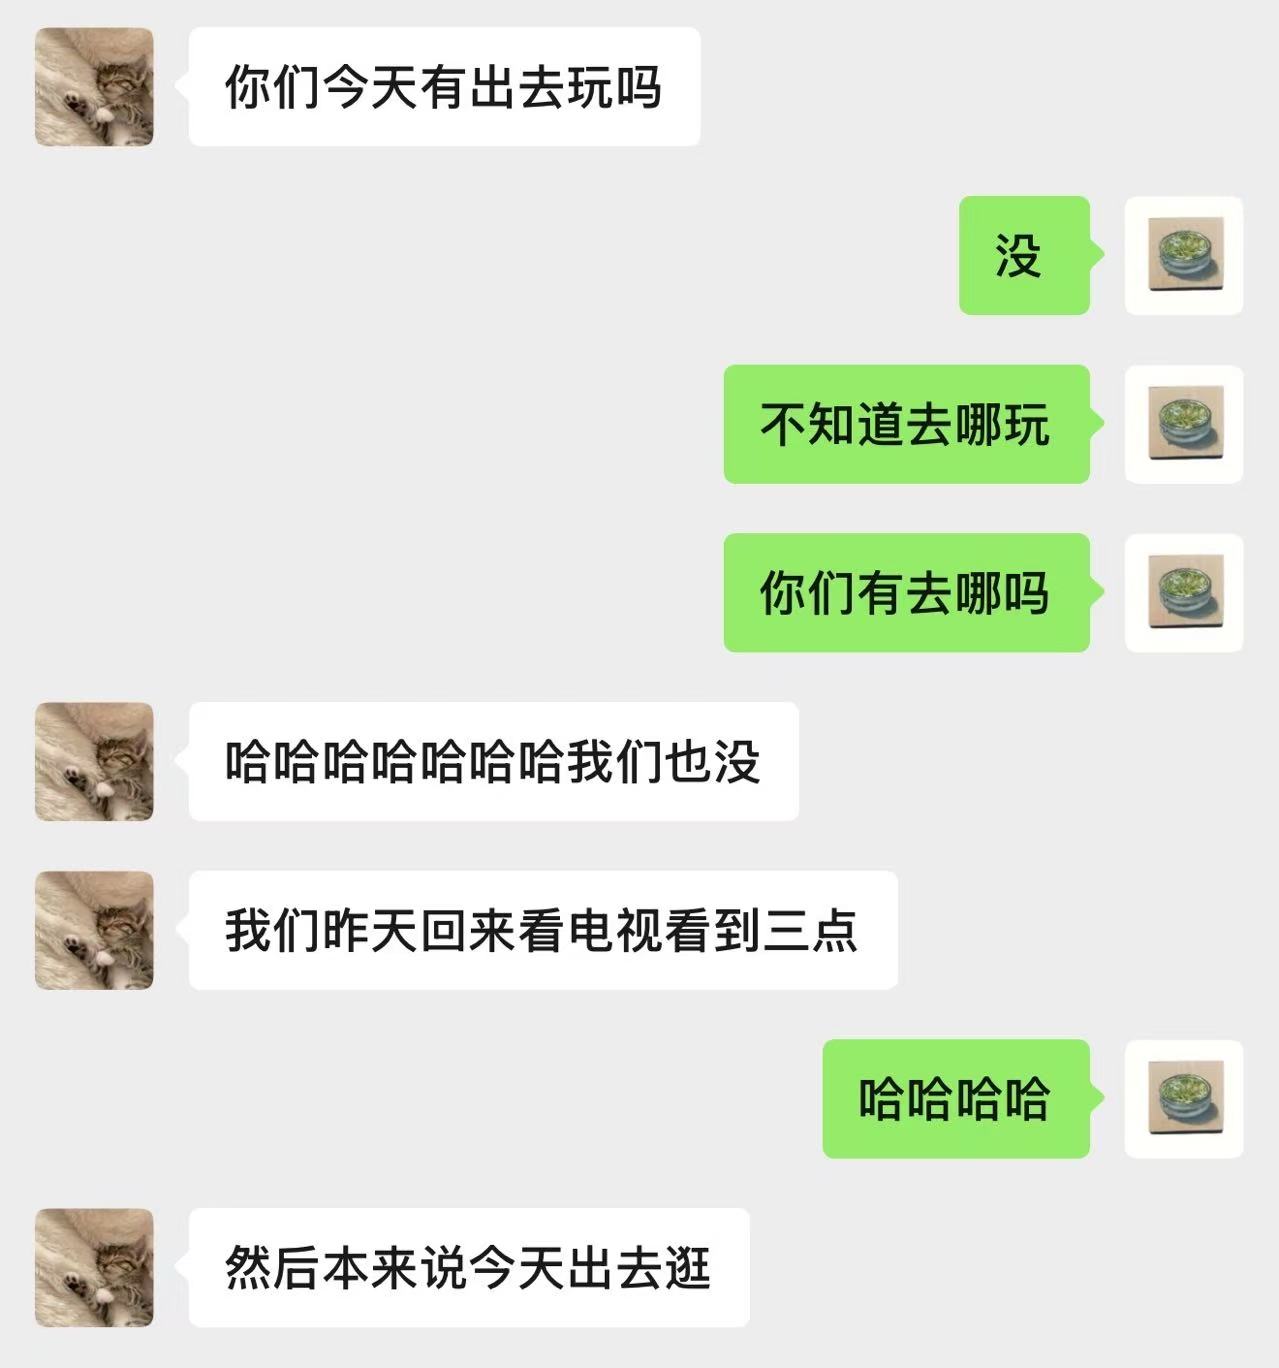 你们今天有出去玩吗
没
不知道去哪玩
你们有去哪吗
哈哈哈哈哈哈哈我们也没
我们昨天回来看电视看到三点
哈哈哈哈
然后本来说今天出去逛